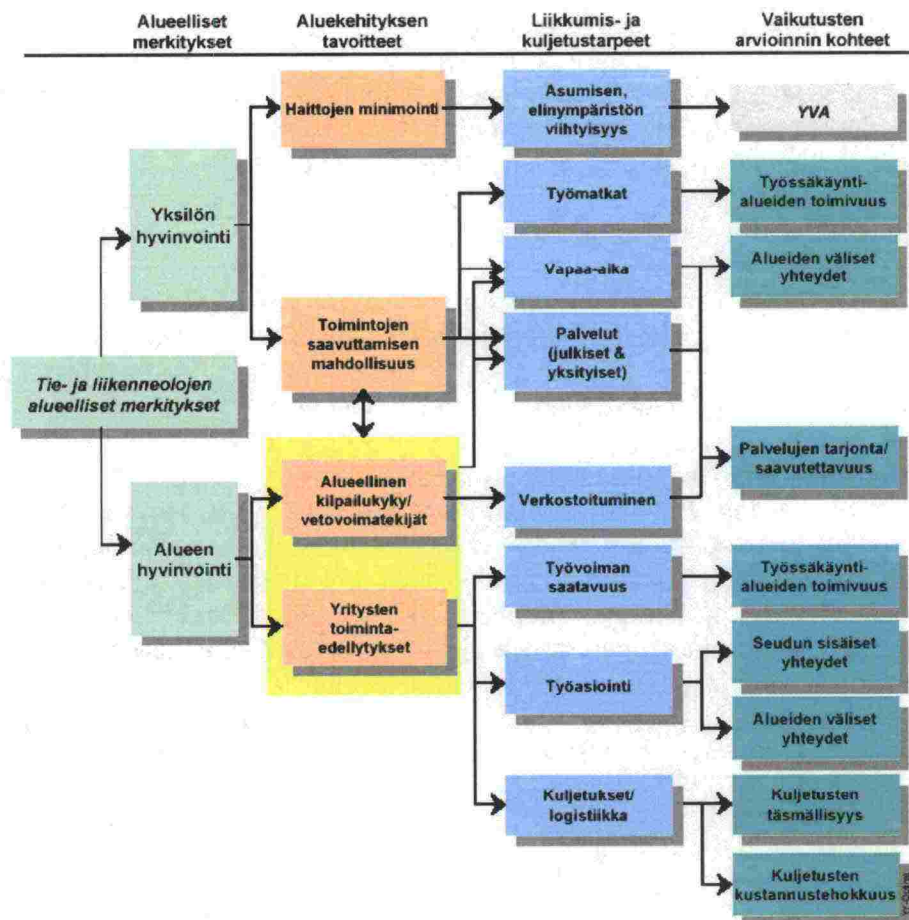 Alueelliset
merkitykset
Aluekehityksen
tavoitteet
Liikkumis- ja
kuljetustarpeet
Vaikutusten
arvioinnin kohteet
Haittojen minimointi
Asumisen,
elinympäristön
viihtyisyys
YVA
Yksilön
hyvinvointi
Työmatkat
Työssäkäynti-
alueiden toimivuus
Vapaa-aika
Alueiden väliset
yhteydet
Toimintojen
saavuttamisen
mahdollisuus
Palvelut
(julkiset &
yksityiset)
Tie- ja liikenneolojen
alueelliset merkitykset
Alueellinen
kilpailukyky/
vetovoimatekijät
Verkostoituminen
Palvelujen tarjonta/
saavutettavuus
Alueen
hyvinvointi
Työvoiman
saatavuus
Työssäkäynti-
alueiden toimivuus
Yritysten
toiminta-
edellytykset
Työasiointi
Seudun sisäiset
yhteydet
Alueiden väliset
yhteydet
Kuljetukset/
logistiikka
Kuljetusten
täsmällisyys
Kuljetusten
kustannustehokkuus